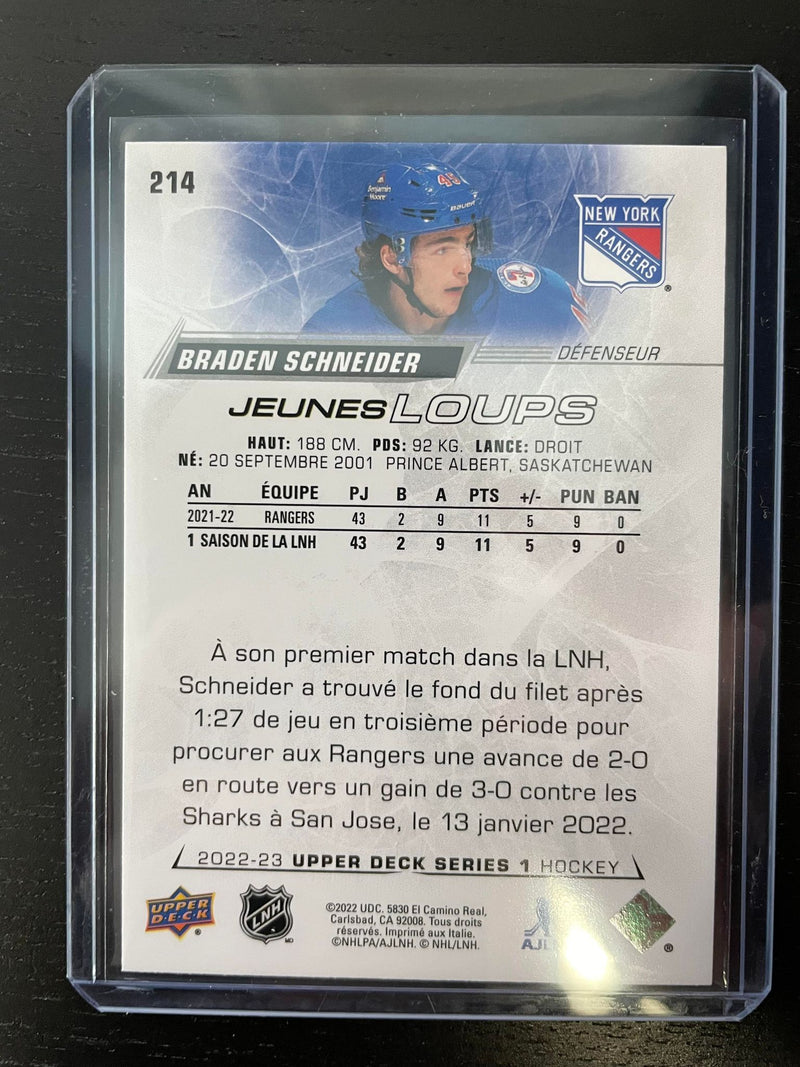 214
45
Benjamin
Moore
BAUER
NEW YORK
RANGERS
®
BRADEN SCHNEIDER
DÉFENSEUR
JEUNES LOUPS
HAUT: 188 CM. PDS: 92 KG. LANCE: DROIT
NÉ: 20 SEPTEMBRE 2001 PRINCE ALBERT, SASKATCHEWAN
AN ÉQUIPE PJ B A PTS +/- PUN BAN
2021-22 RANGERS 43 2 9 11 5 9 0
1 SAISON DE LA LNH 43 2 9 11 5 9 0
À son premier match dans la LNH,
Schneider a trouvé le fond du filet après
1:27 de jeu en troisième période pour
procurer aux Rangers une avance de 2-0
en route vers un gain de 3-0 contre les
Sharks à San Jose, le 13 janvier 2022.
2022-23 UPPER DECK SERIES 1 HOCKEY
UPPER
D·E·C·K
®
LNH
MD
©2022 UDC. 5830 El Camino Real,
Carlsbad, CA 92008. Tous droits
réservés. Imprimé aux Italie.
©NHLPA/AJLNH. © NHL/LNH.
®